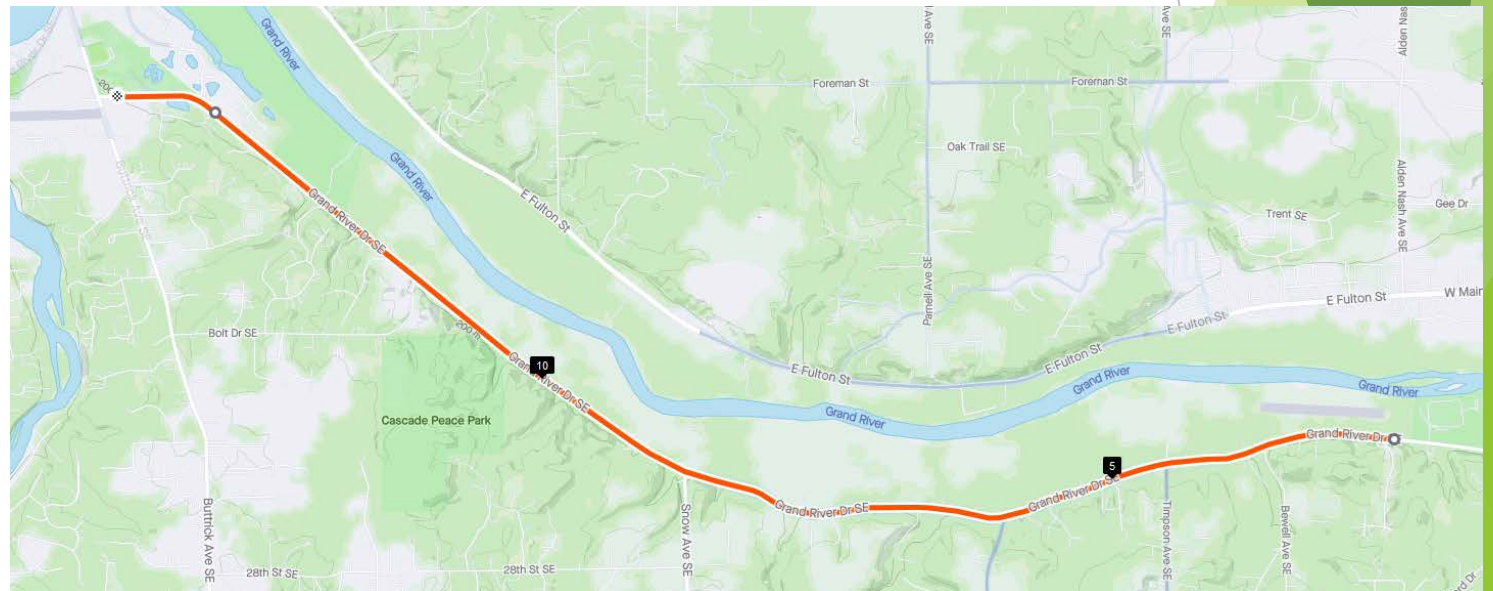 Grand River
Foreman St
Foreman St
Oak Trail SE
Alden Nash Ave SE
Gee Dr
Trent SE
Grand River
E Fulton St
Grand River Dr SE
Parnell Ave SE
E Fulton St
W Main
E Fulton St
Bolt Dr SE
10
Grand River Dr SE
E Fulton St
E Fulton St
Grand River
Grand River
Grand River
Cascade Peace Park
Grand River Dr
5
Grand River Dr SE
Grand River Dr SE
Buttrick Ave SE
Snow Ave SE
Timpson Ave SE
Bewell Ave SE
28th St SE
28th St SE